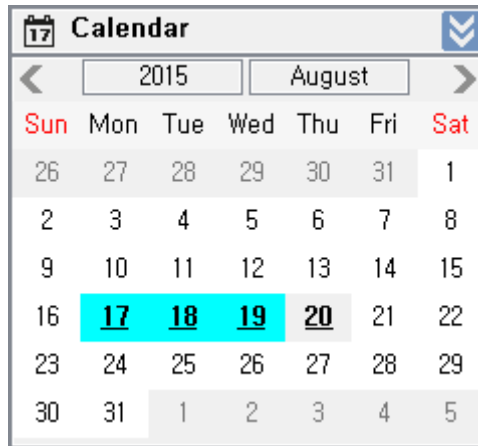 17 Calendar
2015 August
Sun Mon Tue Wed Thu Fri Sat
26 27 28 29 30 31 1
2 3 4 5 6 7 8
9 10 11 12 13 14 15
16 17 18 19 20 21 22
23 24 25 26 27 28 29
30 31 1 2 3 4 5